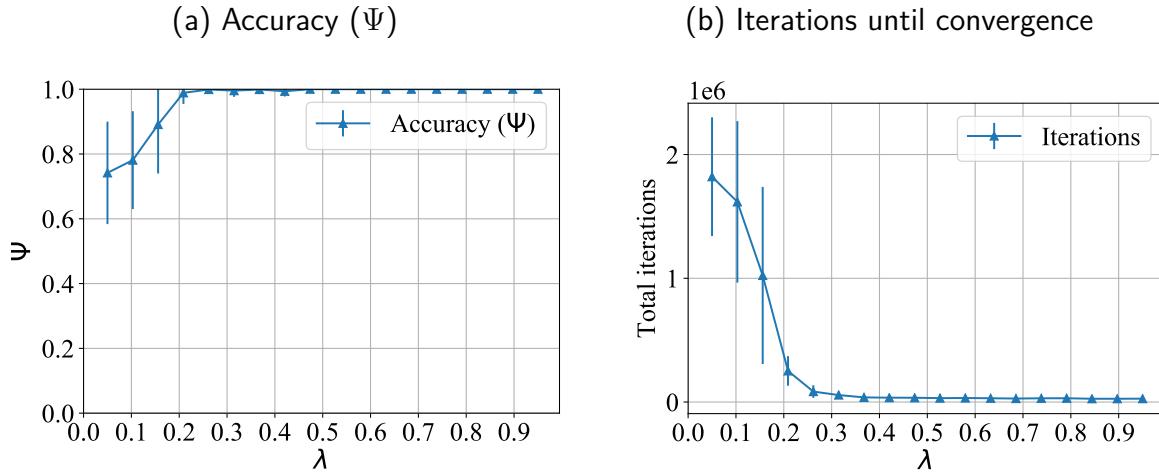 (a) Accuracy (Ψ)
1.0
0.8
0.6
0.4
0.2
0.0
Ψ
Accuracy (Ψ)
0.0 0.1 0.2 0.3 0.4 0.5 0.6 0.7 0.8 0.9
λ
(b) Iterations until convergence
1e6
2
1
0
Total iterations
Iterations
0.0 0.1 0.2 0.3 0.4 0.5 0.6 0.7 0.8 0.9
λ